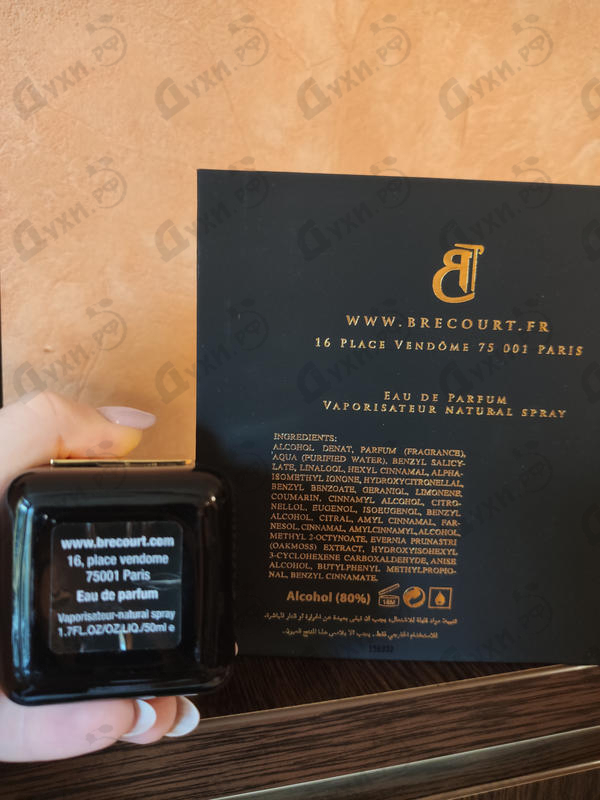 WWW.BRECOURT.FR
16 PLACE VENDÔME 75 001 PARIS
EAU DE PARFUM
VAPORISATEUR NATURAL SPRAY
INGREDIENTS:
ALCOHOL DENAT, PARFUM (FRAGRANCE),
AQUA (PURIFIED WATER), BENZYL SALICY-
LATE, LINALOOL, HEXYL CINNAMAL, ALPHA-
ISOMETHYL IONONE, HYDROXYCITRONELLAL,
BENZYL BENZOATE, GERANIOL, LIMONENE,
COUMARIN, CINNAMYL ALCOHOL, CITRO-
NELLOL, EUGENOL, ISOEUGENOL, BENZYL
ALCOHOL, CITRAL, AMYL CINNAMAL, FAR-
NESOL, CINNAMAL, AMYLCINNAMYL, ALCOHOL,
METHYL 2-OCTYNOATE, EVERNIA PRUNASTRI
(OAKMOSS) EXTRACT, HYDROXYISOHEXYL
3-CYCLOHEXENE CARBOXALDEHYDE, ANISE
ALCOHOL, BUTYLPHENYL METHYLPROPIO-
NAL, BENZYL CINNAMATE.
Alcohol (80%)
18M
www.brecourt.com
16, place vendome
75001 Paris
Eau de parfum
Vaporisateur-natural spray
1.7FL.OZ/OZ.LIQ./50ml e
Духи.рф